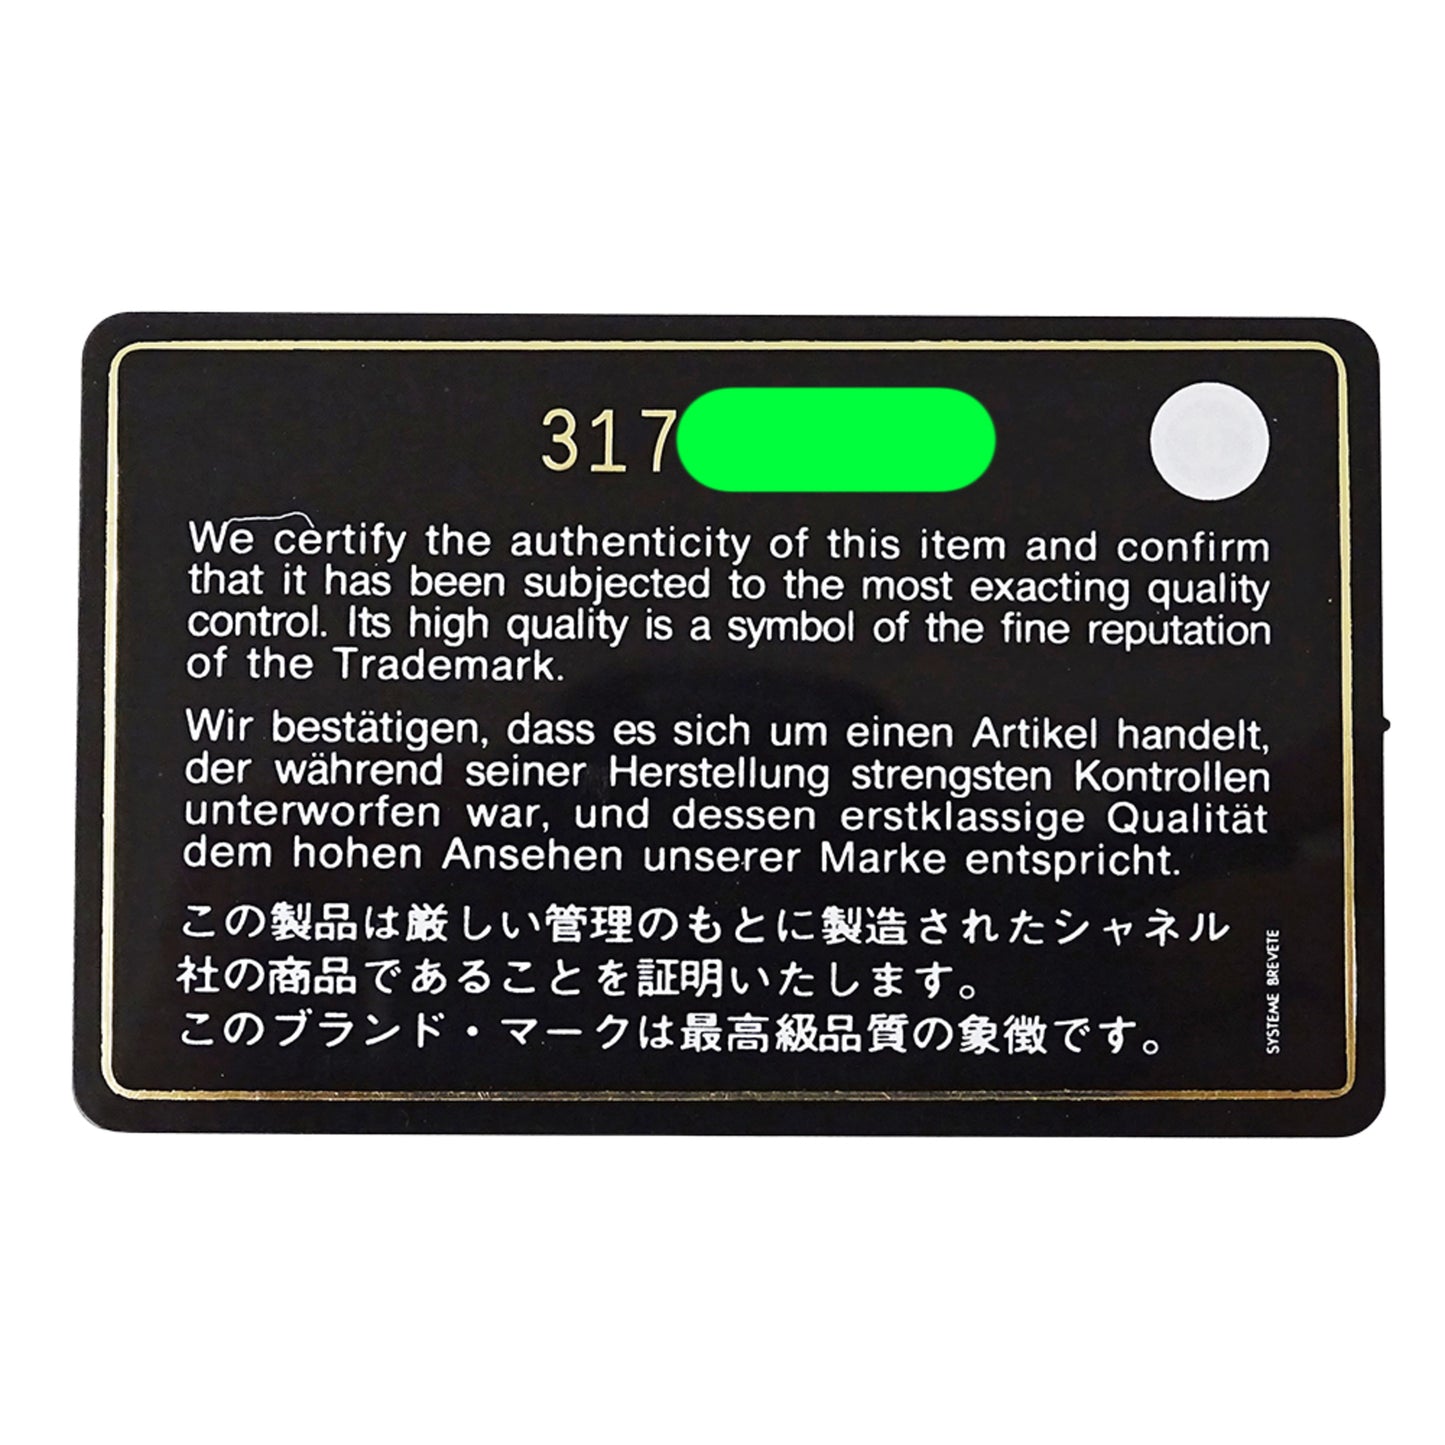 317
We certify the authenticity of this item and confirm
that it has been subjected to the most exacting quality
control. Its high quality is a symbol of the fine reputation
of the Trademark.
Wir bestätigen, dass es sich um einen Artikel handelt,
der während seiner Herstellung strengsten Kontrollen
unterworfen war, und dessen erstklassige Qualität
dem hohen Ansehen unserer Marke entspricht.
この製品は厳しい管理のもとに製造されたシャネル
社の商品であることを証明いたします。
このブランド・マークは最高級品質の象徴です。
SYSTEME BREVETE